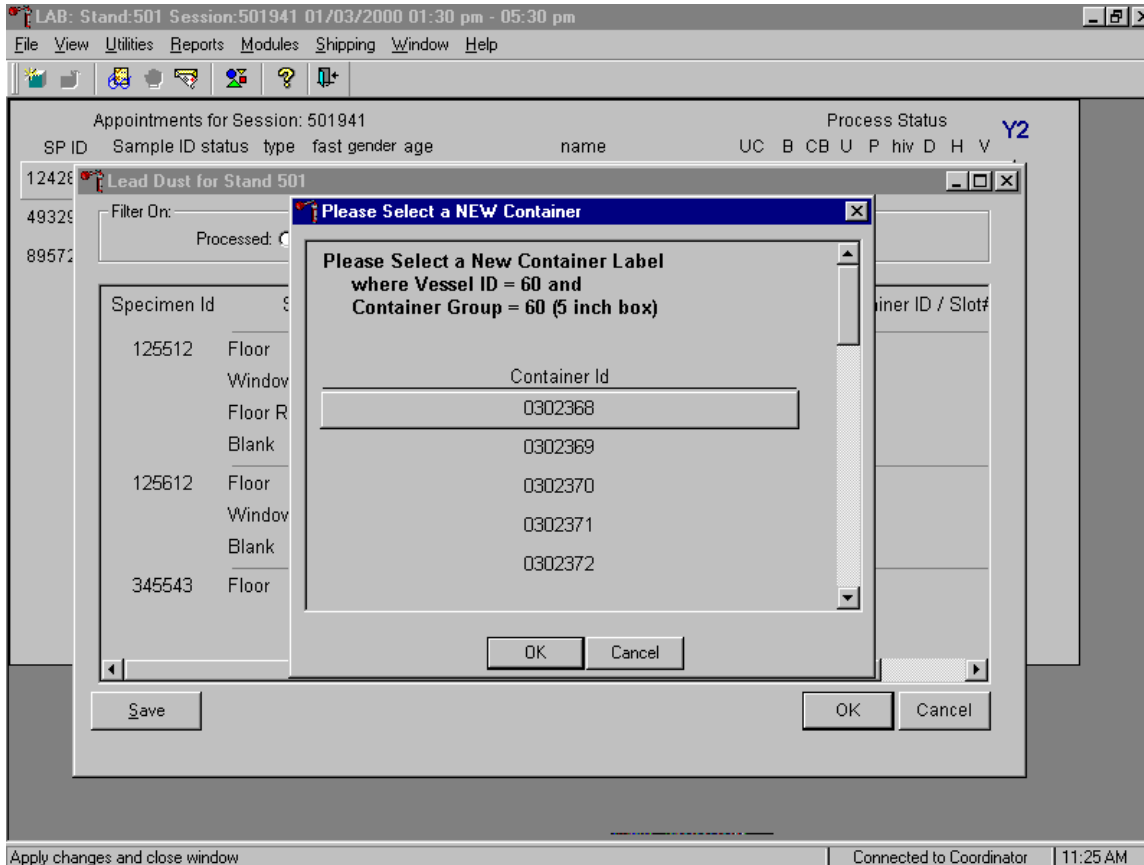 LAB: Stand:501 Session:501941 01/03/2000 01:30 pm - 05:30 pm
File View Utilities Reports Modules Shipping Window Help
Appointments for Session: 501941 Process Status Y2
SP ID Sample ID status type fast gender age name UC B CB U P hiv D H V
12428
Lead Dust for Stand 501
49329
Filter On:
Processed:
89572
Please Select a NEW Container
Please Select a New Container Label
where Vessel ID = 60 and
Container Group = 60 (5 inch box)
Specimen Id S iner ID / Slot#
125512 Floor
Window
Floor R
Blank
125612 Floor
Window
Blank
345543 Floor
Container Id
0302368
0302369
0302370
0302371
0302372
OK Cancel
Save OK Cancel
Apply changes and close window Connected to Coordinator 11:25 AM